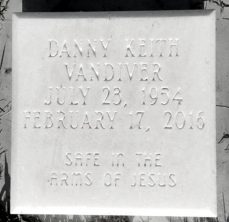 DANNY KEITH
VANDIVER
JULY 23, 1954
FEBRUARY 17, 2016
SAFE IN THE
ARMS OF JESUS